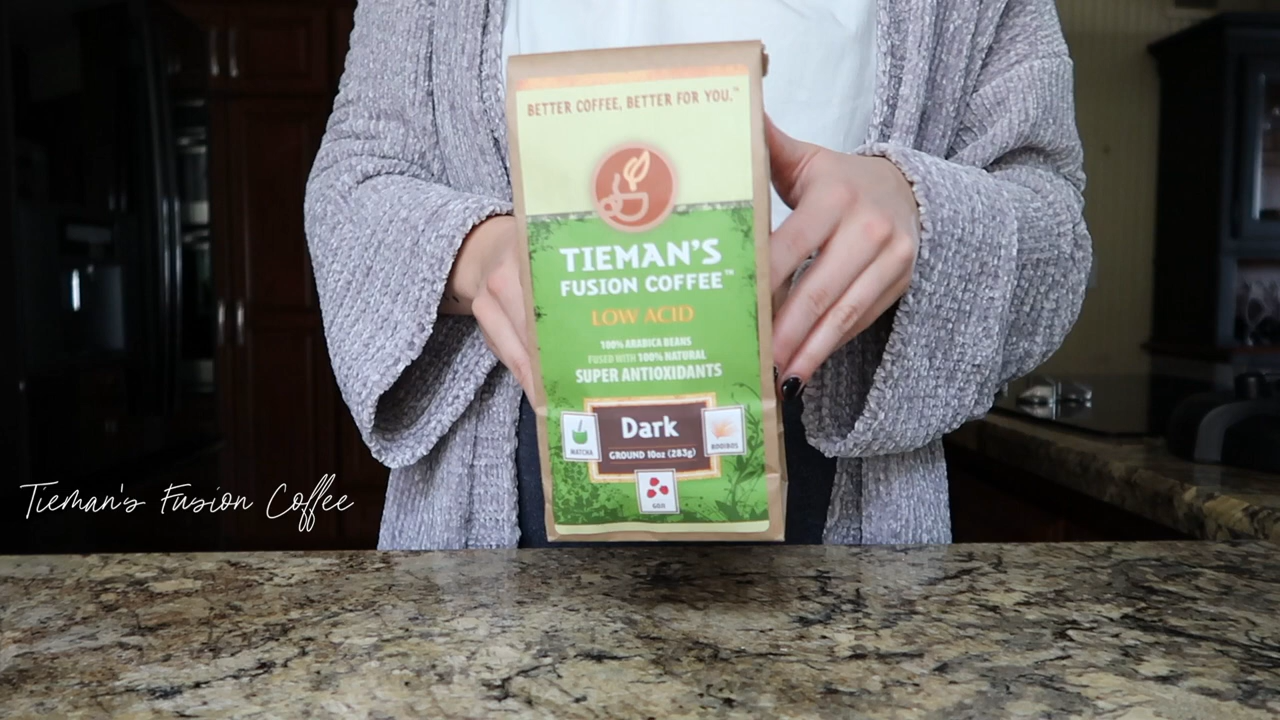 BETTER COFFEE, BETTER FOR YOU.™
TIEMAN'S
FUSION COFFEE™
LOW ACID
100% ARABICA BEANS
FUSED WITH 100% NATURAL
SUPER ANTIOXIDANTS
Dark
GROUND 10oz (283g)
MATCHA
ROOIBOS
GOJI
Tieman's Fusion Coffee